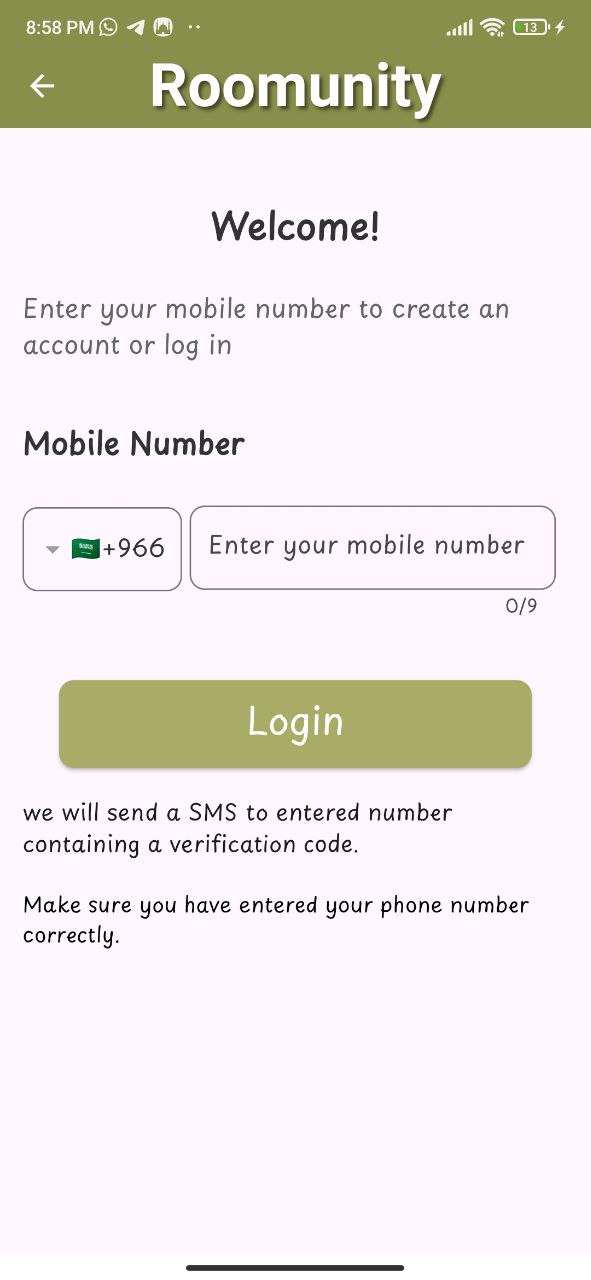 8:58 PM 13
Roomunity
Welcome!
Enter your mobile number to create an
account or log in
Mobile Number
+966 Enter your mobile number
0/9
Login
we will send a SMS to entered number
containing a verification code.
Make sure you have entered your phone number
correctly.